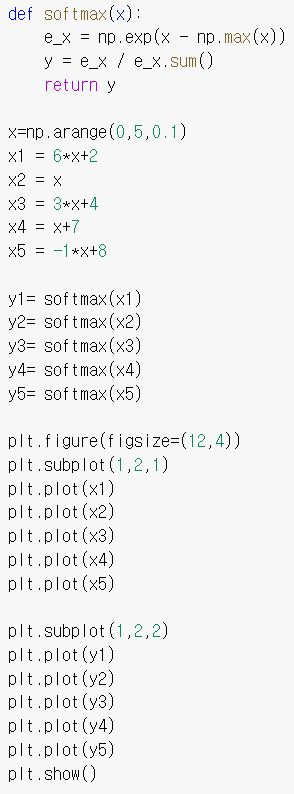 def softmax(x):
    e_x = np.exp(x - np.max(x))
    y = e_x / e_x.sum()
    return y

x=np.arange(0,5,0.1)
x1 = 6*x+2
x2 = x
x3 = 3*x+4
x4 = x+7
x5 = -1*x+8

y1= softmax(x1)
y2= softmax(x2)
y3= softmax(x3)
y4= softmax(x4)
y5= softmax(x5)

plt.figure(figsize=(12,4))
plt.subplot(1,2,1)
plt.plot(x1)
plt.plot(x2)
plt.plot(x3)
plt.plot(x4)
plt.plot(x5)

plt.subplot(1,2,2)
plt.plot(y1)
plt.plot(y2)
plt.plot(y3)
plt.plot(y4)
plt.plot(y5)
plt.show()